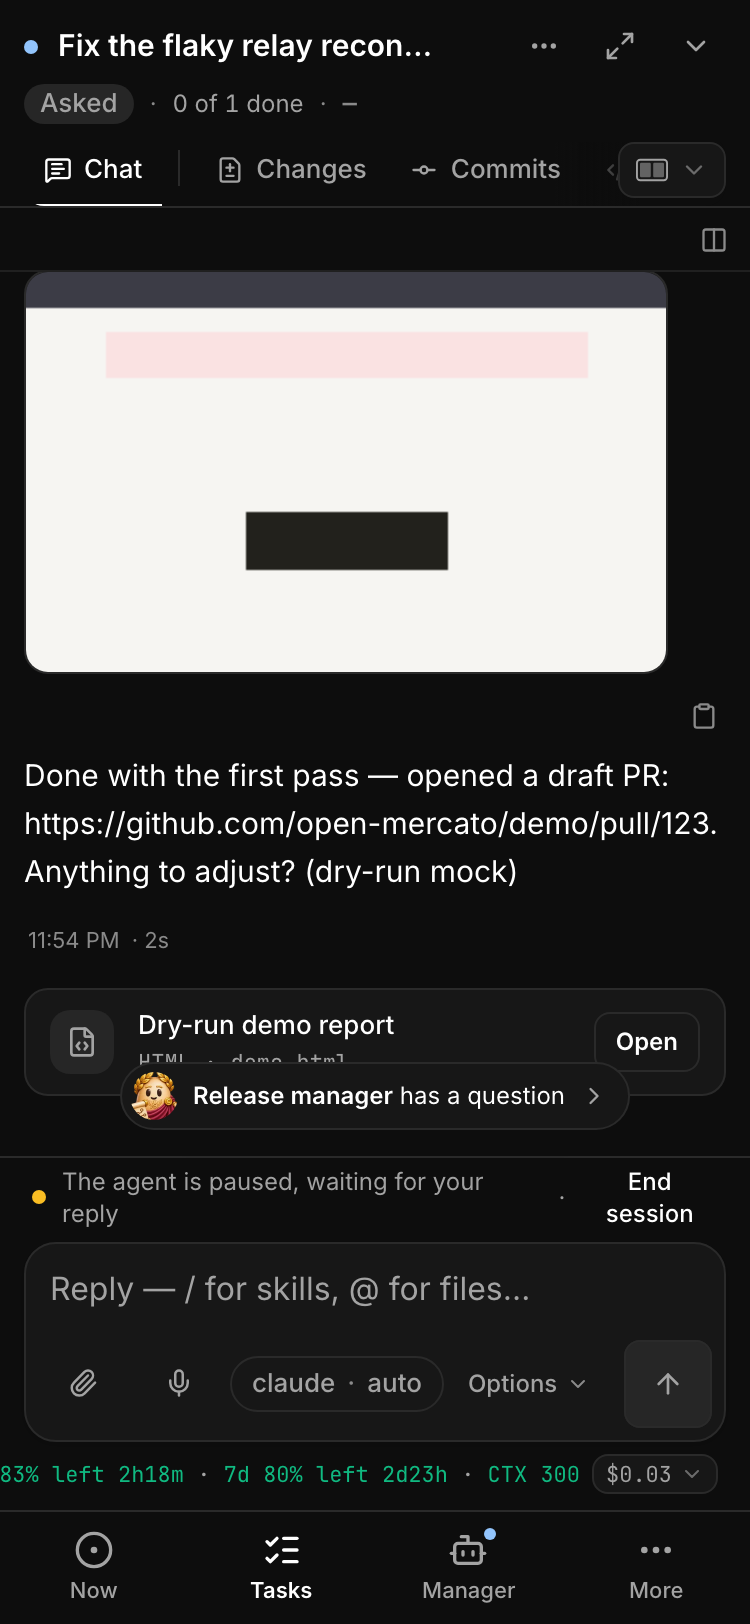 Fix the flaky relay recon...
Asked · 0 of 1 done · –
Chat Changes Commits
Done with the first pass — opened a draft PR:
https://github.com/open-mercato/demo/pull/123.
Anything to adjust? (dry-run mock)
11:54 PM · 2s
Dry-run demo report
HTML · demo.html
Open
Release manager has a question
The agent is paused, waiting for your
reply
·
End
session
Reply — / for skills, @ for files...
claude · auto Options
83% left 2h18m · 7d 80% left 2d23h · CTX 300 $0.03
Now Tasks Manager More